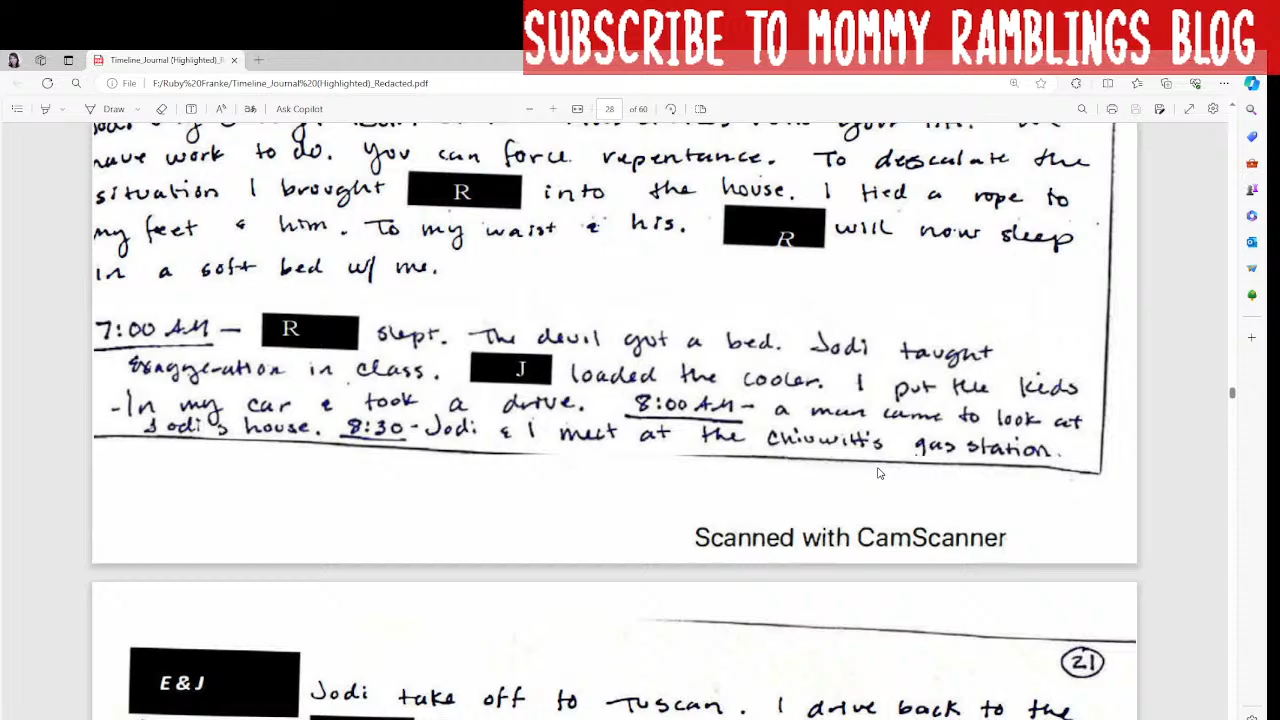 SUBSCRIBE TO MOMMY RAMBLINGS BLOG
Timeline_Journal (Highlighted)_R
File F:/Ruby%20Franke/Timeline_Journal%20(Highlighted)_Redacted.pdf
Draw Ask Copilot 28 of 60
have work to do. You can force repentance. To descalate the
situation I brought R into the house. I tied a rope to
my feet & him. To my waist & his. R will now sleep
in a soft bed w/ me.
7:00 AM - R slept. The devil got a bed. Jodi taught
exaggeration in class. J loaded the cooler. I put the kids
-In my car & took a drive. 8:00 AM - a man came to look at
Jodi's house. 8:30 - Jodi & I meet at the gas station.
Scanned with CamScanner
21
E & J Jodi take off to Tuscan. I drive back to the